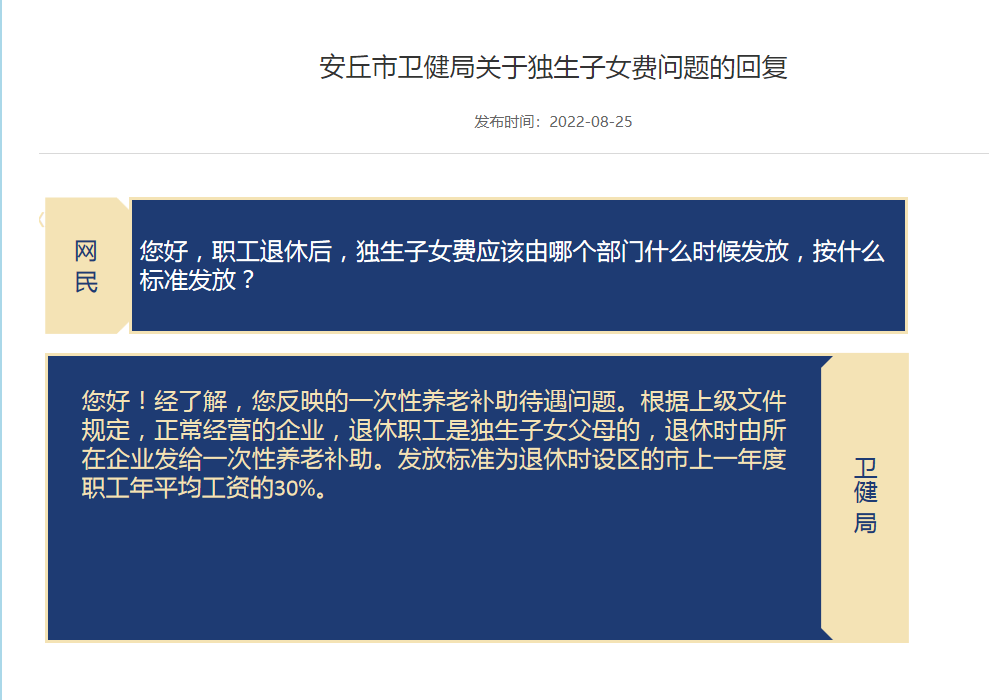 安丘市卫健局关于独生子女费问题的回复
发布时间：2022-08-25
网民
您好，职工退休后，独生子女费应该由哪个部门什么时候发放，按什么
标准发放？
您好！经了解，您反映的一次性养老补助待遇问题。根据上级文件
规定，正常经营的企业，退休职工是独生子女父母的，退休时由所
在企业发给一次性养老补助。发放标准为退休时设区的市上一年度
职工年平均工资的30%。
卫健局